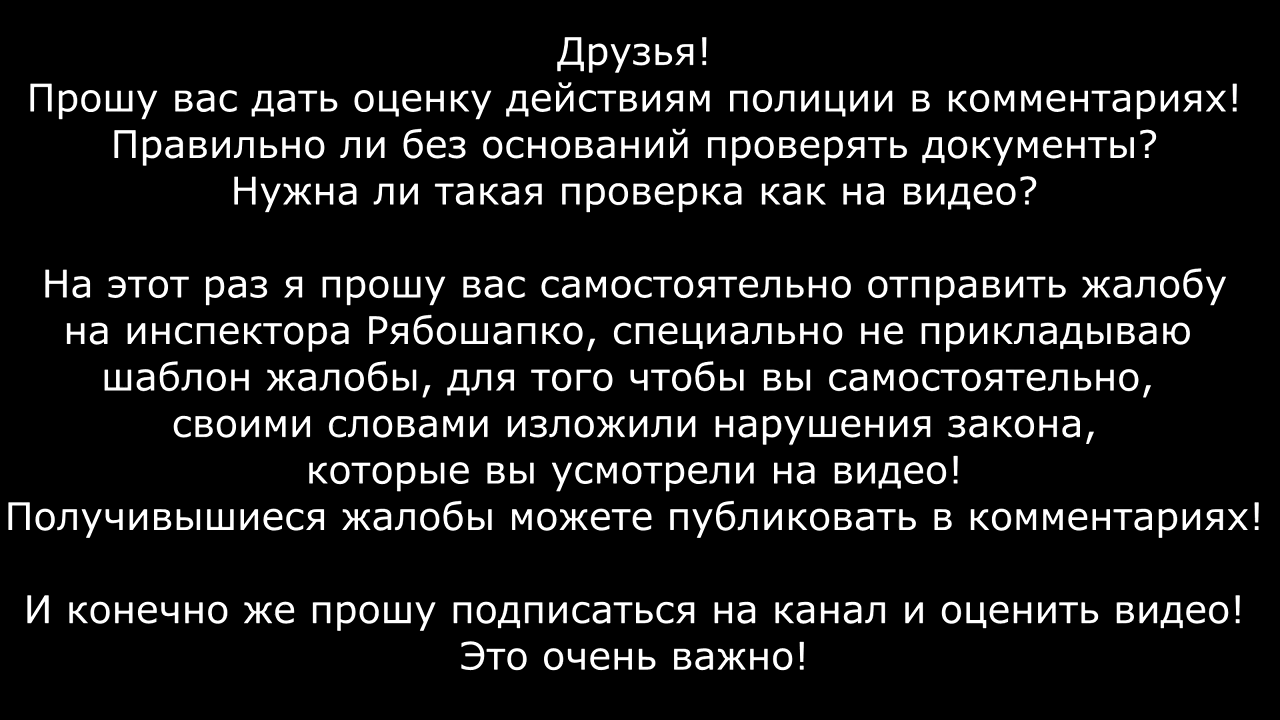 Друзья!
Прошу вас дать оценку действиям полиции в комментариях!
Правильно ли без оснований проверять документы?
Нужна ли такая проверка как на видео?
На этот раз я прошу вас самостоятельно отправить жалобу
на инспектора Рябошапко, специально не прикладываю
шаблон жалобы, для того чтобы вы самостоятельно,
своими словами изложили нарушения закона,
которые вы усмотрели на видео!
Получивышиеся жалобы можете публиковать в комментариях!
И конечно же прошу подписаться на канал и оценить видео!
Это очень важно!